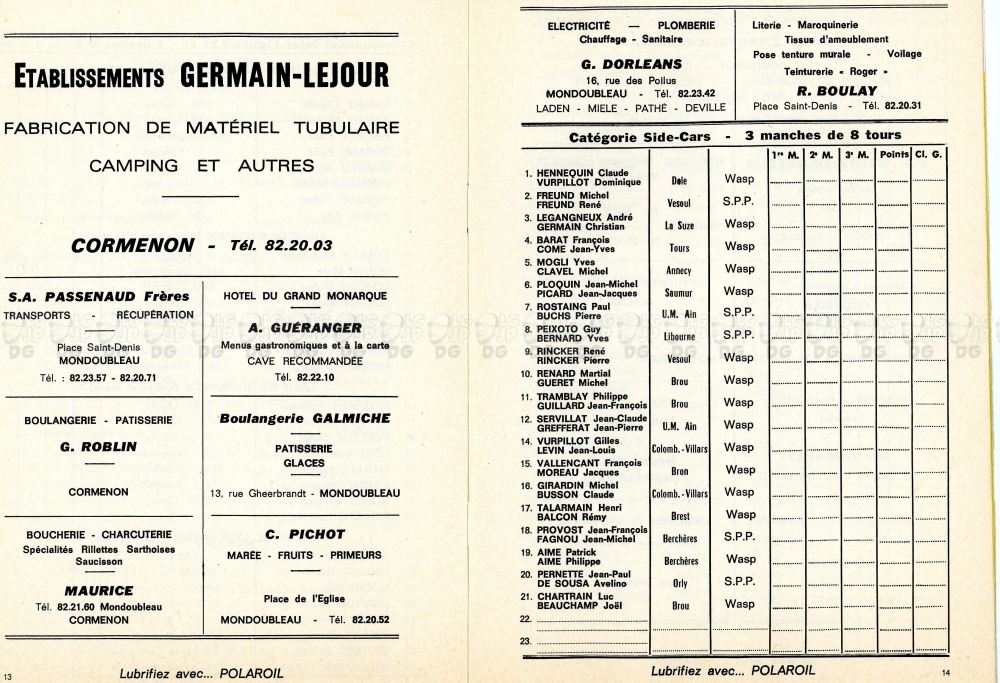 ETABLISSEMENTS GERMAIN-LEJOUR
FABRICATION DE MATÉRIEL TUBULAIRE
CAMPING ET AUTRES
CORMENON - Tél. 82.20.03
S.A. PASSENAUD Frères
TRANSPORTS - RÉCUPÉRATION
Place Saint-Denis
MONDOUBLEAU
Tél. : 82.23.57 - 82.20.71
HOTEL DU GRAND MONARQUE
A. GUÉRANGER
Menus gastronomiques et à la carte
CAVE RECOMMANDÉE
Tél. 82.22.10
BOULANGERIE - PATISSERIE
G. ROBLIN
CORMENON
Boulangerie GALMICHE
PATISSERIE
GLACES
13, rue Gheerbrandt - MONDOUBLEAU
BOUCHERIE - CHARCUTERIE
Spécialités Rillettes Sarthoises
Saucisson
MAURICE
Tél. 82.21.60 Mondoubleau
CORMENON
C. PICHOT
MARÉE - FRUITS - PRIMEURS
Place de l'Eglise
MONDOUBLEAU - Tél. 82.20.52
13
Lubrifiez avec... POLAROIL
ELECTRICITÉ — PLOMBERIE
Chauffage - Sanitaire
G. DORLEANS
16, rue des Poilus
MONDOUBLEAU - Tél. 82.23.42
LADEN - MIELE - PATHÉ - DEVILLE
Literie - Maroquinerie
Tissus d'ameublement
Pose tenture murale - Voilage
Teinturerie « Roger »
R. BOULAY
Place Saint-Denis - Tél. 82.20.31
Catégorie Side-Cars - 3 manches de 8 tours
1re M. 2e M. 3e M. Points Cl. G.
1. HENNEQUIN Claude
VURPILLOT Dominique Dole Wasp
2. FREUND Michel
FREUND René Vesoul S.P.P.
3. LEGANGNEUX André
GERMAIN Christian La Suze Wasp
4. BARAT François
COME Jean-Yves Tours Wasp
5. MOGLI Yves
CLAVEL Michel Annecy Wasp
6. PLOQUIN Jean-Michel
PICARD Jean-Jacques Saumur Wasp
7. ROSTAING Paul
BUCHS Pierre U.M. Ain S.P.P.
8. PEIXOTO Guy
BERNARD Yves Libourne S.P.P.
9. RINCKER René
RINCKER Pierre Vesoul Wasp
10. RENARD Martial
GUERET Michel Brou Wasp
11. TRAMBLAY Philippe
GUILLARD Jean-François Brou Wasp
12. SERVILLAT Jean-Claude
GREFFERAT Jean-Pierre U.M. Ain Wasp
14. VURPILLOT Gilles
LEVIN Jean-Louis Colomb.-Villars Wasp
15. VALLENCANT François
MOREAU Jacques Bron Wasp
16. GIRARDIN Michel
BUSSON Claude Colomb.-Villars Wasp
17. TALARMAIN Henri
BALCON Rémy Brest Wasp
18. PROVOST Jean-François
FAGNOU Jean-Michel Berchères S.P.P.
19. AIME Patrick
AIME Philippe Berchères Wasp
20. PERNETTE Jean-Paul
DE SOUSA Avelino Orly S.P.P.
21. CHARTRAIN Luc
BEAUCHAMP Joël Brou Wasp
22.
23.
Lubrifiez avec... POLAROIL
14